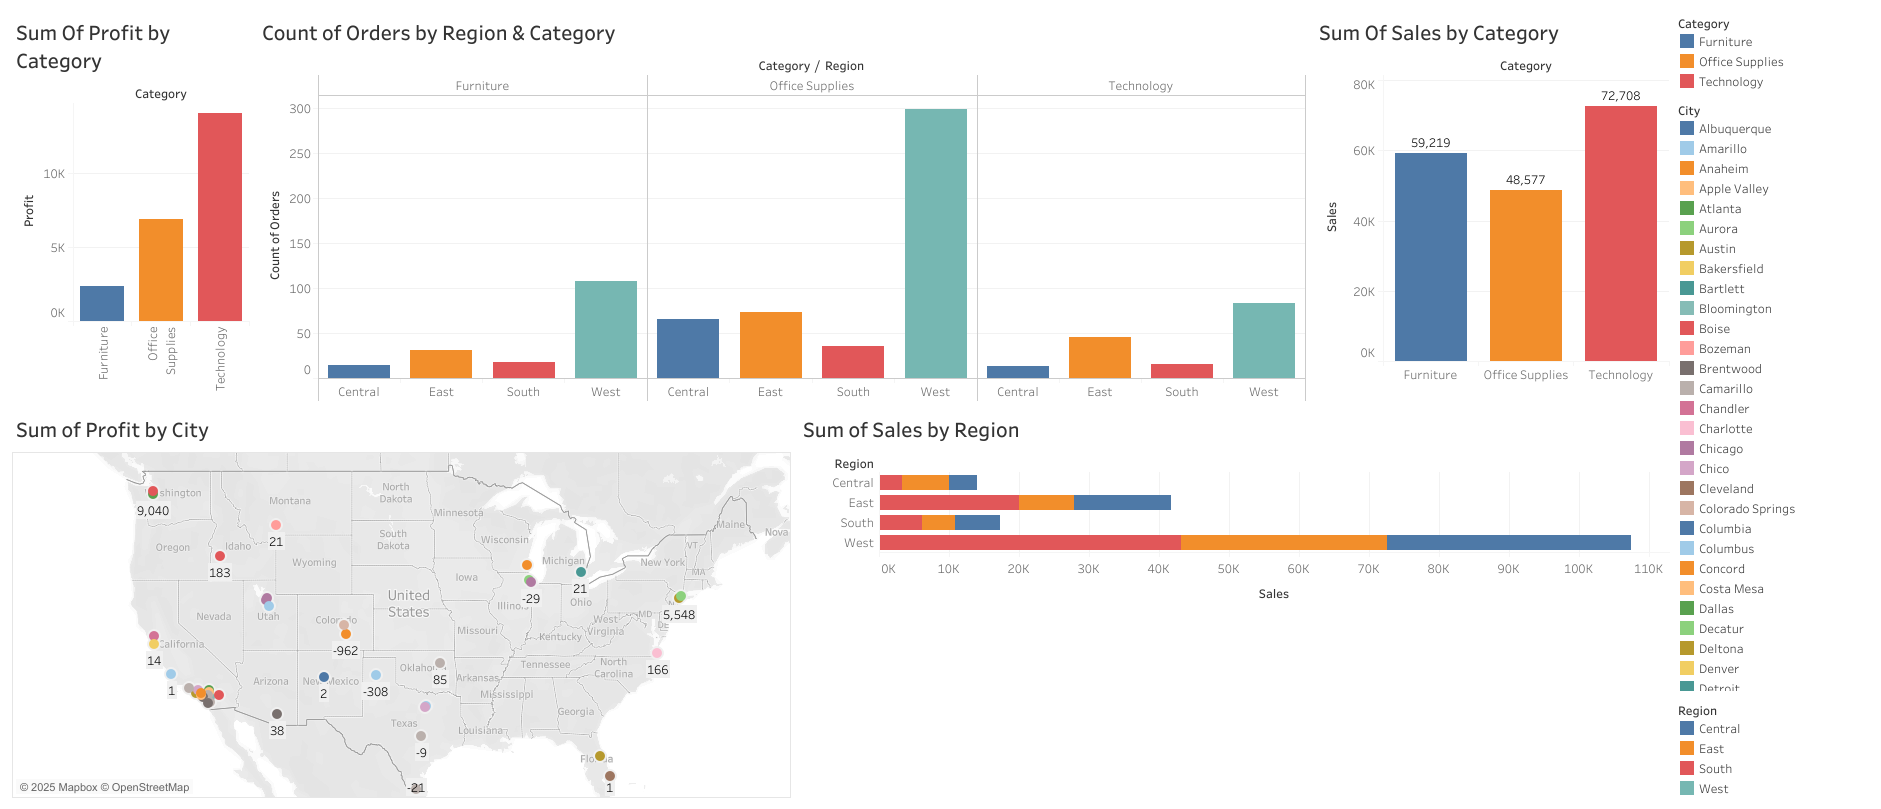 Sum Of Profit by
Category
Category
Profit
10K
5K
0K
Furniture
Office
Supplies
Technology
Count of Orders by Region & Category
Category / Region
Furniture
Office Supplies
Technology
Count of Orders
300
250
200
150
100
50
0
Central
East
South
West
Central
East
South
West
Central
East
South
West
Sum Of Sales by Category
Category
Sales
80K
60K
40K
20K
0K
59,219
48,577
72,708
Furniture
Office Supplies
Technology
Category
Furniture
Office Supplies
Technology
City
Albuquerque
Amarillo
Anaheim
Apple Valley
Atlanta
Aurora
Austin
Bakersfield
Bartlett
Bloomington
Boise
Bozeman
Brentwood
Camarillo
Chandler
Charlotte
Chicago
Chico
Cleveland
Colorado Springs
Columbia
Columbus
Concord
Costa Mesa
Dallas
Decatur
Deltona
Denver
Detroit
Region
Central
East
South
West
Sum of Profit by City
shington
9,040
Montana
North
Dakota
Minnesota
Maine
Nova
21
Oregon
Idaho
183
South
Dakota
Wisconsin
Michigan
VT
New York
MA
Wyoming
Iowa
21
-29
Illinois
Ohio
5,548
Nevada
Utah
Colorado
-962
United
States
Missouri
Kentucky
West
Virginia
MD
DE
California
14
1
Arizona
New Mexico
2
-308
Oklaho
85
Arkansas
Tennessee
North
Carolina
166
Mississippi
38
Texas
-9
Louisiana
Georgia
-21
Flo
a
1
© 2025 Mapbox © OpenStreetMap
Sum of Sales by Region
Region
Central
East
South
West
0K
10K
20K
30K
40K
50K
60K
70K
80K
90K
100K
110K
Sales